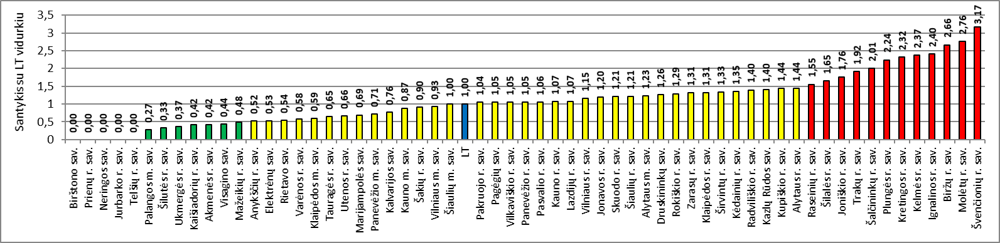 Santykis su LT vidurkiu
3,5
3
2,5
2
1,5
1
0,5
0
0,00
0,00
0,00
0,00
0,00
0,27
0,33
0,37
0,42
0,42
0,44
0,48
0,52
0,53
0,54
0,58
0,59
0,65
0,66
0,69
0,71
0,76
0,87
0,90
0,93
1,00
1,00
1,04
1,05
1,05
1,05
1,06
1,07
1,07
1,15
1,20
1,21
1,21
1,23
1,26
1,29
1,31
1,31
1,33
1,35
1,40
1,40
1,44
1,44
1,55
1,65
1,76
1,92
2,01
2,24
2,32
2,37
2,40
2,66
2,76
3,17
Birštono sav.
Prienų r. sav.
Neringos sav.
Jurbarko r. sav.
Telšių r. sav.
Palangos m. sav.
Šilutės r. sav.
Ukmergės r. sav.
Kaišiadorių r. sav.
Akmenės r. sav.
Visagino sav.
Mažeikių r. sav.
Anykščių r. sav.
Elektrėnų sav.
Rietavo sav.
Varėnos r. sav.
Klaipėdos m. sav.
Tauragės r. sav.
Utenos r. sav.
Marijampolės sav.
Panevėžio m. sav.
Kalvarijos sav.
Kauno m. sav.
Šakių r. sav.
Vilniaus m. sav.
Šiaulių m. sav.
LT
Pakruojo r. sav.
Pagėgių sav.
Vilkaviškio r. sav.
Panevėžio r. sav.
Pasvalio r. sav.
Kauno r. sav.
Lazdijų r. sav.
Vilniaus r. sav.
Jonavos r. sav.
Skuodo r. sav.
Šiaulių r. sav.
Alytaus m. sav.
Druskininkų sav.
Rokiškio r. sav.
Zarasų r. sav.
Klaipėdos r. sav.
Širvintų r. sav.
Kėdainių r. sav.
Radviliškio r. sav.
Kazlų Rūdos sav.
Kupiškio r. sav.
Alytaus r. sav.
Raseinių r. sav.
Šilalės r. sav.
Joniškio r. sav.
Trakų r. sav.
Šalčininkų r. sav.
Plungės r. sav.
Kretingos r. sav.
Kelmės r. sav.
Ignalinos r. sav.
Biržų r. sav.
Molėtų r. sav.
Švenčionių r. sav.